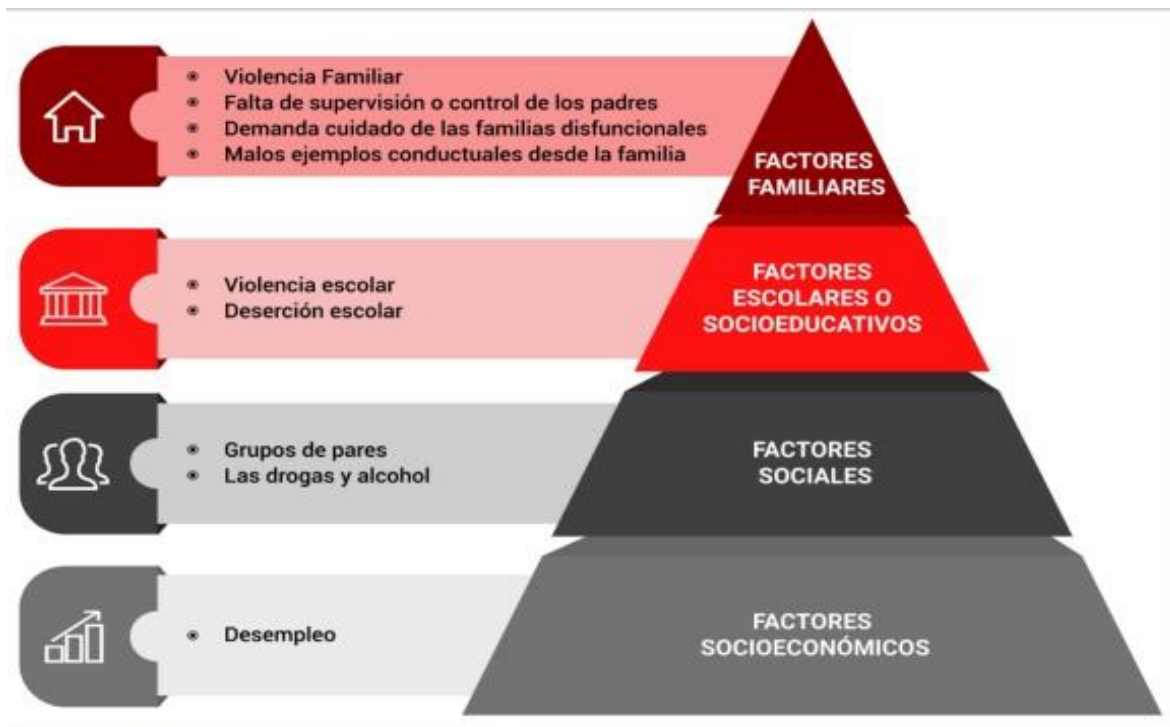 Violencia Familiar
Falta de supervisión o control de los padres
Demanda cuidado de las familias disfuncionales
Malos ejemplos conductuales desde la familia
FACTORES
FAMILIARES
Violencia escolar
Deserción escolar
FACTORES
ESCOLARES O
SOCIOEDUCATIVOS
Grupos de pares
Las drogas y alcohol
FACTORES
SOCIALES
Desempleo
FACTORES
SOCIOECONÓMICOS